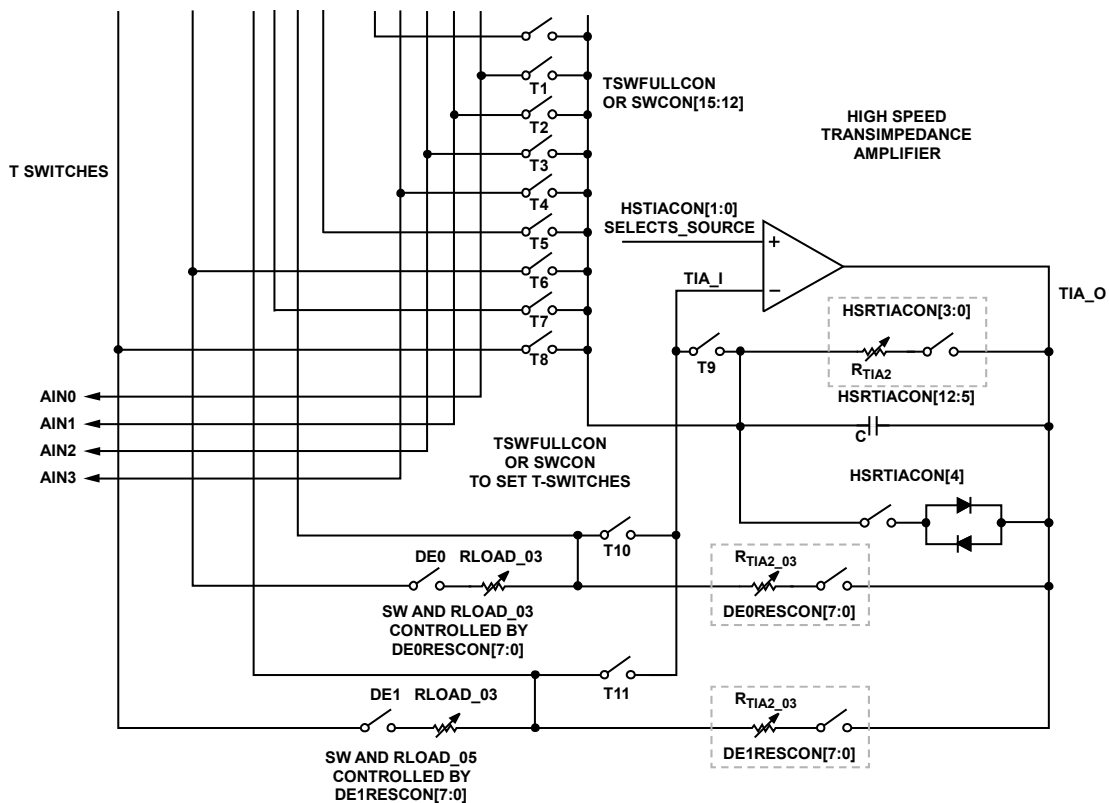 T1
TSWFULLCON
OR SWCON[15:12]
HIGH SPEED
TRANSIMPEDANCE
AMPLIFIER
T2
T SWITCHES
T3
T4
HSTIACON[1:0]
SELECTS_SOURCE
T5
+
T6
TIA_I
–
TIA_O
T7
HSRTIACON[3:0]
T8
T9
RTIA2
AIN0
HSRTIACON[12:5]
AIN1
C
AIN2
TSWFULLCON
OR SWCON
TO SET T-SWITCHES
AIN3
HSRTIACON[4]
T10
DE0 RLOAD_03
RTIA2_03
SW AND RLOAD_03
CONTROLLED BY
DE0RESCON[7:0]
DE0RESCON[7:0]
T11
DE1 RLOAD_03
RTIA2_03
SW AND RLOAD_05
CONTROLLED BY
DE1RESCON[7:0]
DE1RESCON[7:0]